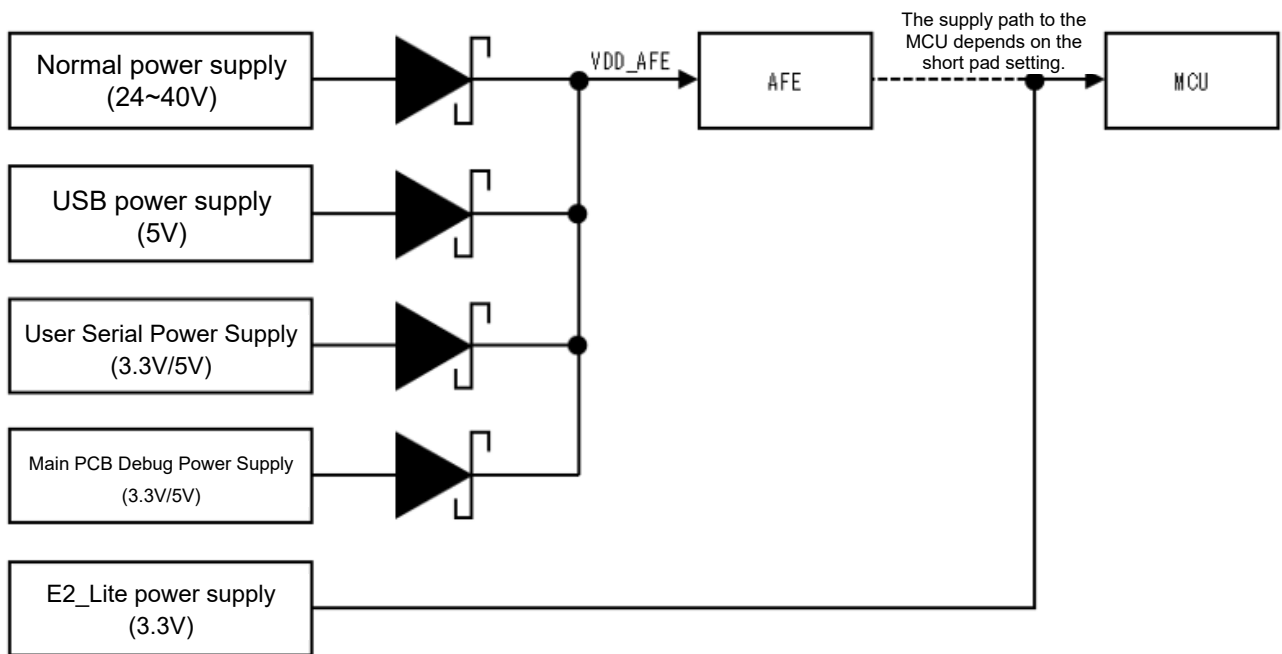 Normal power supply
(24~40V)
VDD_AFE
AFE
The supply path to the
MCU depends on the
short pad setting.
MCU
USB power supply
(5V)
User Serial Power Supply
(3.3V/5V)
Main PCB Debug Power Supply
(3.3V/5V)
E2_Lite power supply
(3.3V)